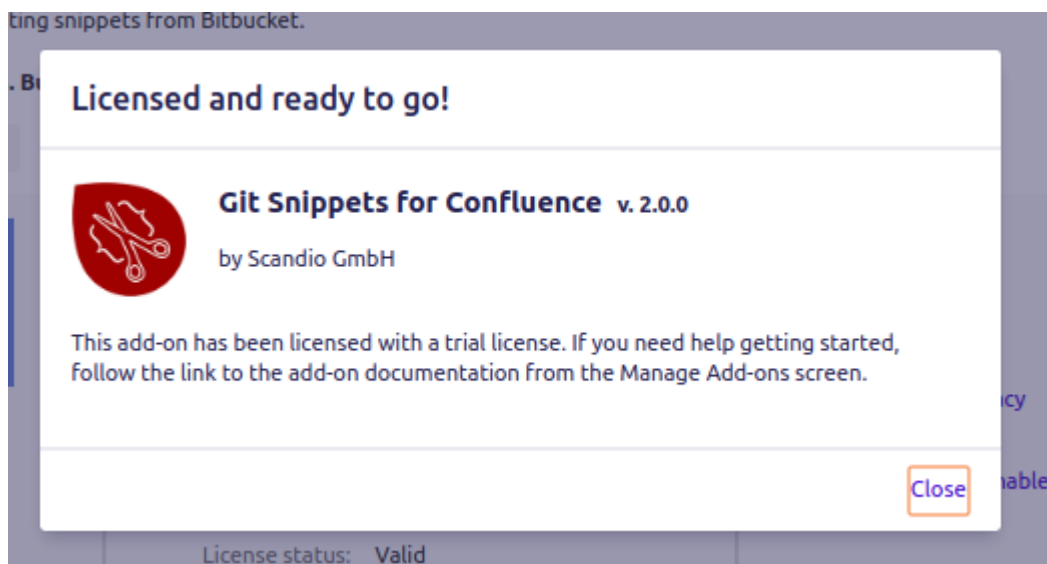 ting snippets from Bitbucket.
Licensed and ready to go!
Git Snippets for Confluence v. 2.0.0
by Scandio GmbH
This add-on has been licensed with a trial license. If you need help getting started,
follow the link to the add-on documentation from the Manage Add-ons screen.
Close
License status: Valid